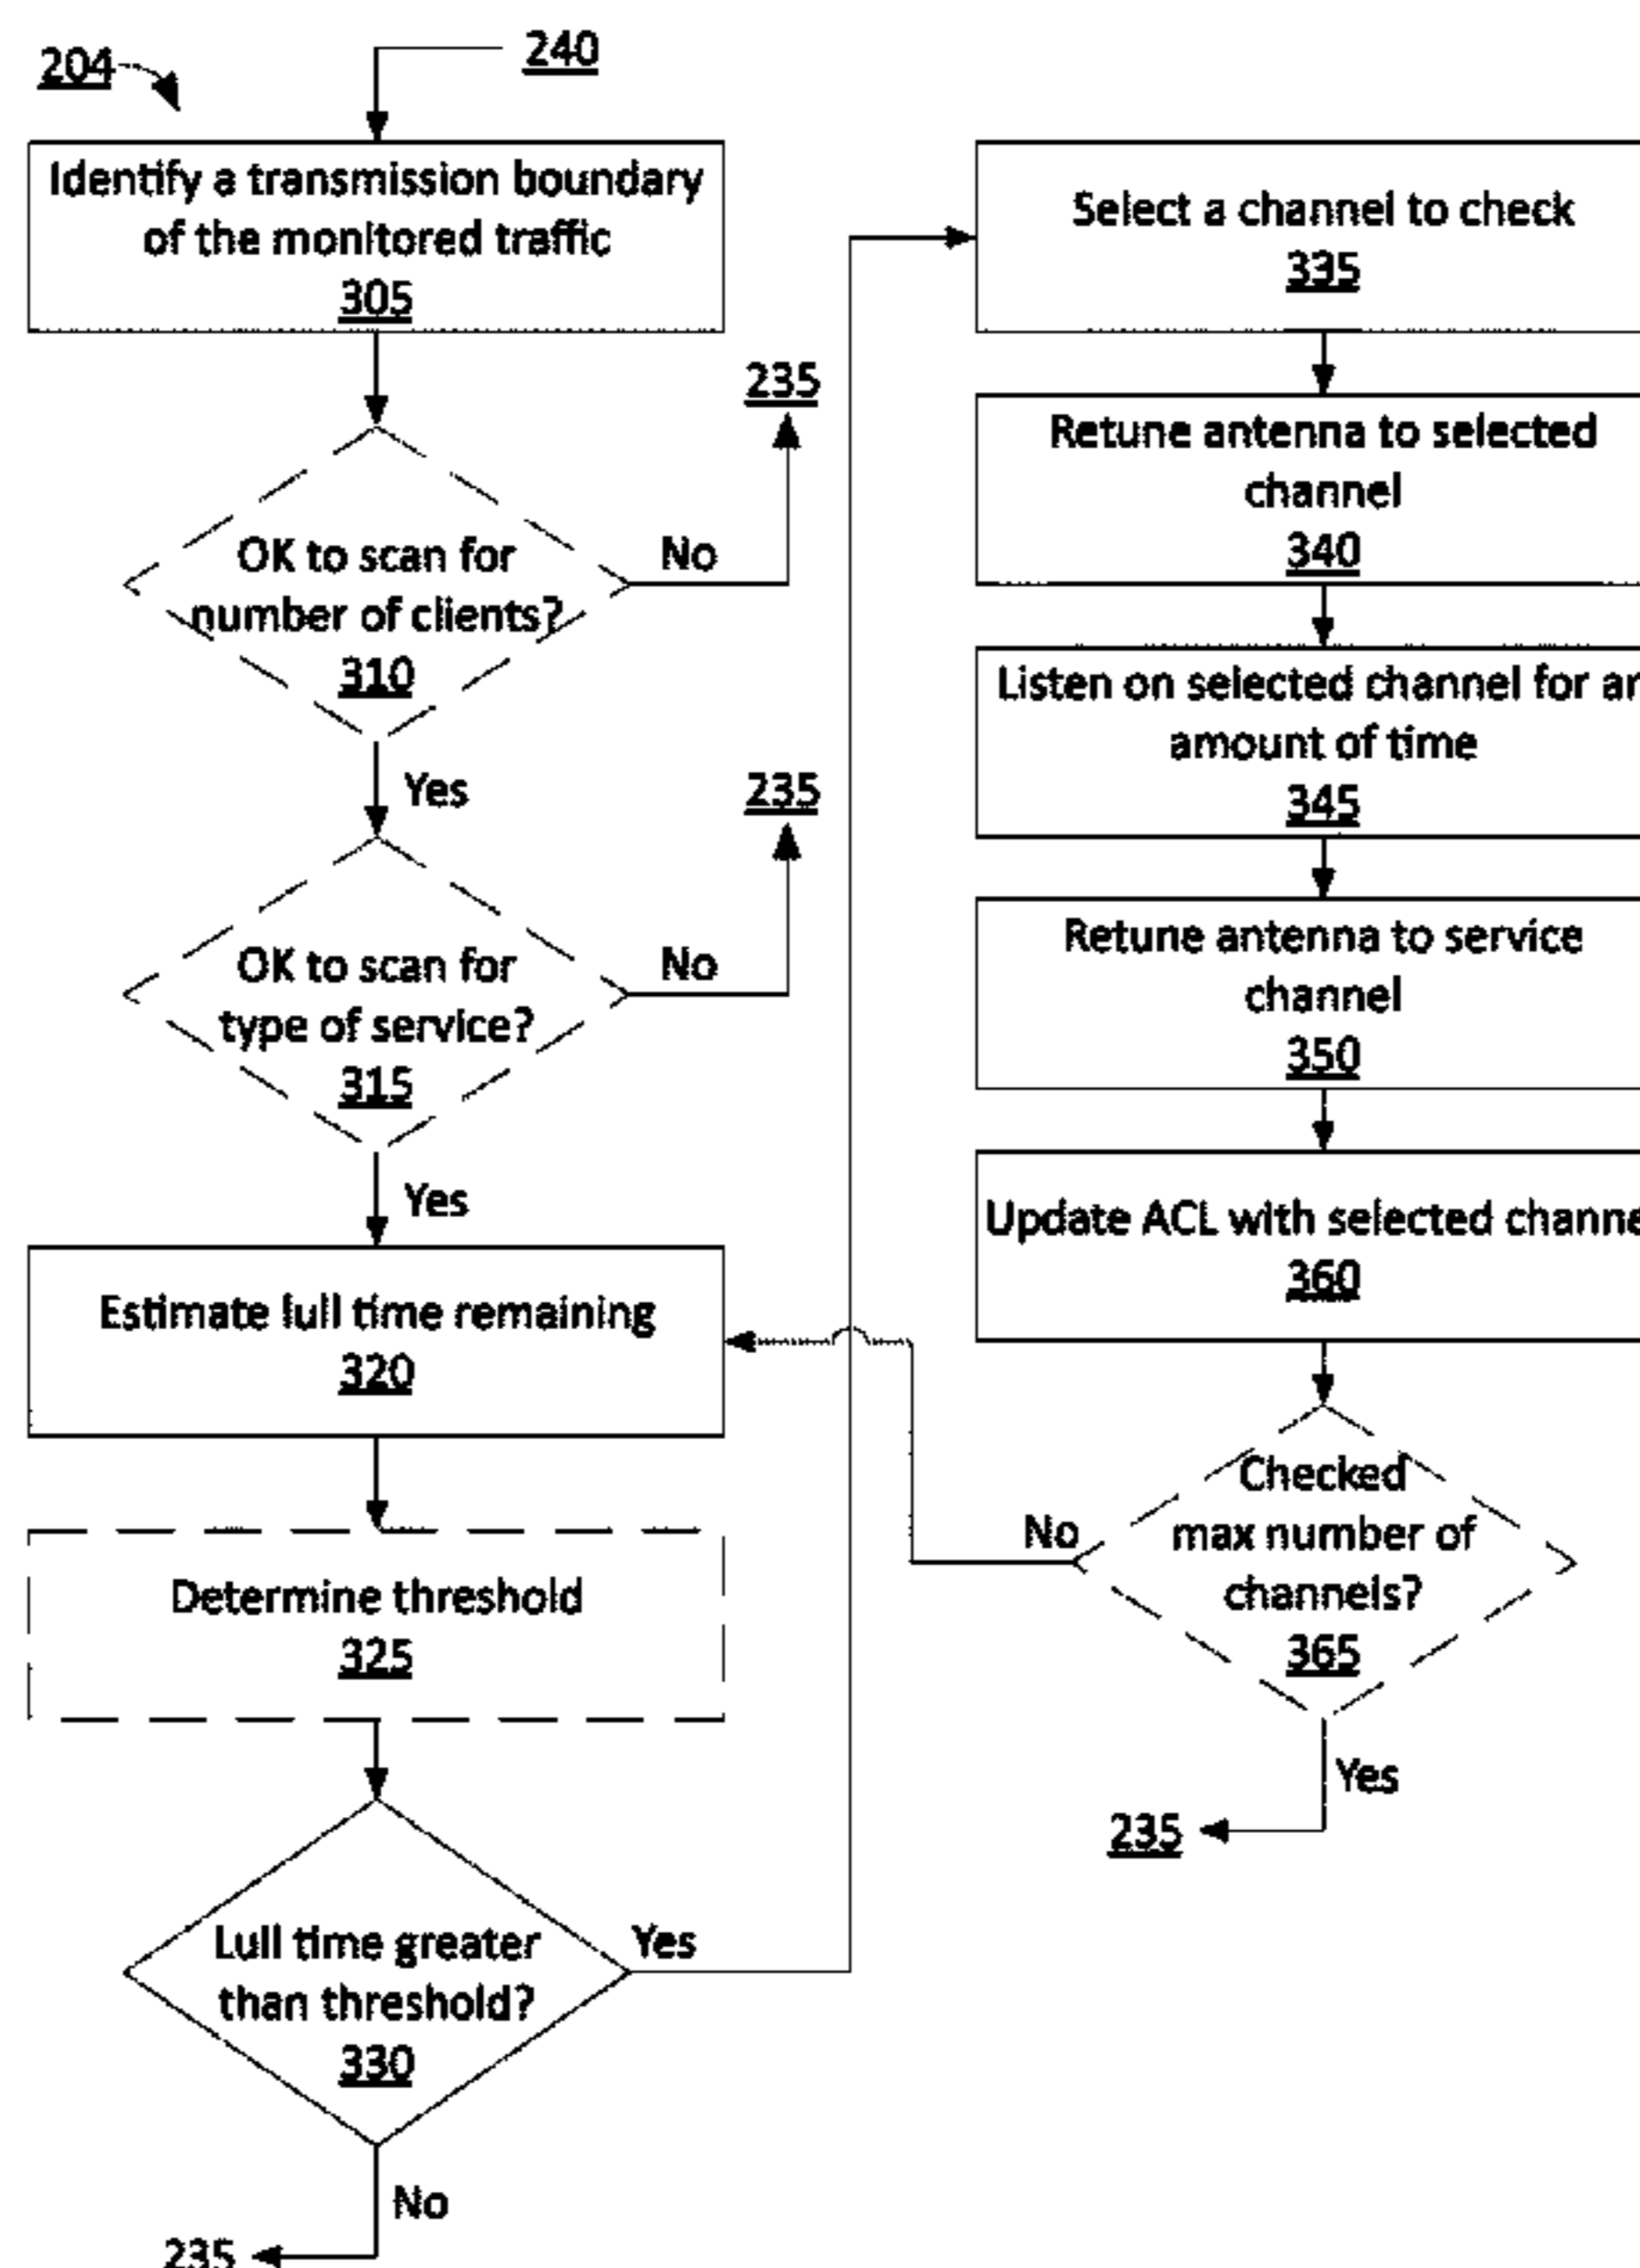 204
240
Identify a transmission boundary
of the monitored traffic
305
235
OK to scan for
number of clients?
310
No
Yes
235
OK to scan for
type of service?
315
No
Yes
Estimate lull time remaining
320
Determine threshold
325
Lull time greater
than threshold?
330
Yes
No
235
Select a channel to check
335
Retune antenna to selected
channel
340
Listen on selected channel for an
amount of time
345
Retune antenna to service
channel
350
Update ACL with selected channe
360
Checked
max number of
channels?
365
No
Yes
235